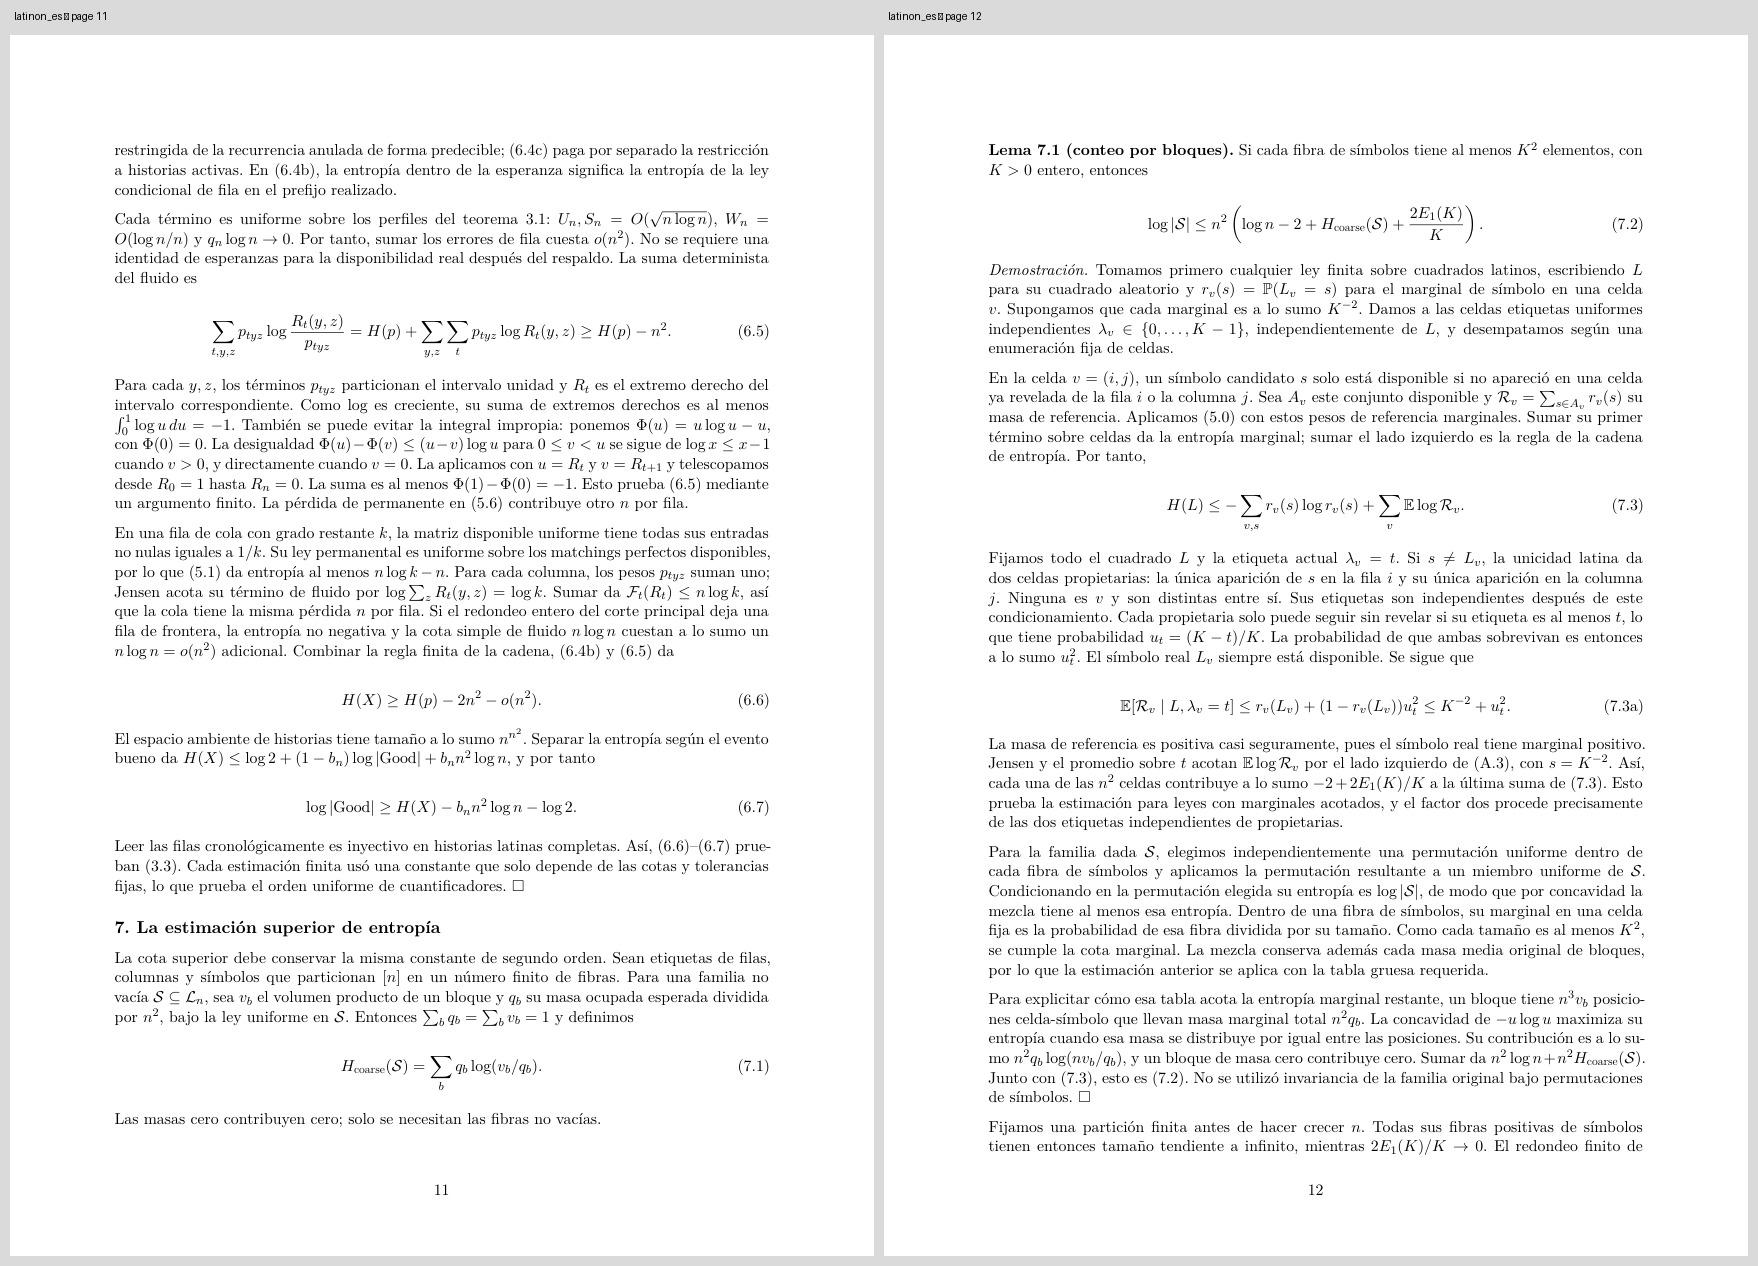 latinon_es▯page 11
restringida de la recurrencia anulada de forma predecible; (6.4c) paga por separado la restricción
a historias activas. En (6.4b), la entropía dentro de la esperanza significa la entropía de la ley
condicional de fila en el prefijo realizado.
Cada término es uniforme sobre los perfiles del teorema 3.1: $U_n, S_n = O(\sqrt{n \log n})$, $W_n =$
$O(\log n/n)$ y $q_n \log n \to 0$. Por tanto, sumar los errores de fila cuesta $o(n^2)$. No se requiere una
identidad de esperanzas para la disponibilidad real después del respaldo. La suma determinista
del fluido es
$\sum_{t,y,z} p_{tyz} \log \frac{R_t(y,z)}{p_{tyz}} = H(p) + \sum_{y,z} \sum_t p_{tyz} \log R_t(y,z) \geq H(p) - n^2.$ (6.5)
Para cada $y, z$, los términos $p_{tyz}$ particionan el intervalo unidad y $R_t$ es el extremo derecho del
intervalo correspondiente. Como log es creciente, su suma de extremos derechos es al menos
$\int_0^1 \log u \, du = -1$. También se puede evitar la integral impropia: ponemos $\Phi(u) = u \log u - u$,
con $\Phi(0) = 0$. La desigualdad $\Phi(u) - \Phi(v) \leq (u-v) \log u$ para $0 \leq v < u$ se sigue de $\log x \leq x-1$
cuando $v > 0$, y directamente cuando $v = 0$. La aplicamos con $u = R_t$ y $v = R_{t+1}$ y telescopamos
desde $R_0 = 1$ hasta $R_n = 0$. La suma es al menos $\Phi(1) - \Phi(0) = -1$. Esto prueba (6.5) mediante
un argumento finito. La pérdida de permanente en (5.6) contribuye otro $n$ por fila.
En una fila de cola con grado restante $k$, la matriz disponible uniforme tiene todas sus entradas
no nulas iguales a $1/k$. Su ley permanental es uniforme sobre los matchings perfectos disponibles,
por lo que (5.1) da entropía al menos $n \log k - n$. Para cada columna, los pesos $p_{tyz}$ suman uno;
Jensen acota su término de fluido por $\log \sum_z R_t(y,z) = \log k$. Sumar da $\mathcal{F}_t(R_t) \leq n \log k$, así
que la cola tiene la misma pérdida $n$ por fila. Si el redondeo entero del corte principal deja una
fila de frontera, la entropía no negativa y la cota simple de fluido $n \log n$ cuestan a lo sumo un
$n \log n = o(n^2)$ adicional. Combinar la regla finita de la cadena, (6.4b) y (6.5) da
$H(X) \geq H(p) - 2n^2 - o(n^2).$ (6.6)
El espacio ambiente de historias tiene tamaño a lo sumo $n^{n^2}$. Separar la entropía según el evento
bueno da $H(X) \leq \log 2 + (1 - b_n) \log |\text{Good}| + b_n n^2 \log n$, y por tanto
$\log |\text{Good}| \geq H(X) - b_n n^2 \log n - \log 2.$ (6.7)
Leer las filas cronológicamente es inyectivo en historias latinas completas. Así, (6.6)–(6.7) prue-
ban (3.3). Cada estimación finita usó una constante que solo depende de las cotas y tolerancias
fijas, lo que prueba el orden uniforme de cuantificadores. □
7. La estimación superior de entropía
La cota superior debe conservar la misma constante de segundo orden. Sean etiquetas de filas,
columnas y símbolos que particionan $[n]$ en un número finito de fibras. Para una familia no
vacía $\mathcal{S} \subseteq \mathcal{L}_n$, sea $v_b$ el volumen producto de un bloque y $q_b$ su masa ocupada esperada dividida
por $n^2$, bajo la ley uniforme en $\mathcal{S}$. Entonces $\sum_b q_b = \sum_b v_b = 1$ y definimos
$H_{\text{coarse}}(\mathcal{S}) = \sum_b q_b \log(v_b/q_b).$ (7.1)
Las masas cero contribuyen cero; solo se necesitan las fibras no vacías.
11
latinon_es▯page 12
Lema 7.1 (conteo por bloques). Si cada fibra de símbolos tiene al menos $K^2$ elementos, con
$K > 0$ entero, entonces
$\log |\mathcal{S}| \leq n^2 \left( \log n - 2 + H_{\text{coarse}}(\mathcal{S}) + \frac{2E_1(K)}{K} \right).$ (7.2)
Demostración. Tomamos primero cualquier ley finita sobre cuadrados latinos, escribiendo $L$
para su cuadrado aleatorio y $r_v(s) = \mathbb{P}(L_v = s)$ para el marginal de símbolo en una celda
$v$. Supongamos que cada marginal es a lo sumo $K^{-2}$. Damos a las celdas etiquetas uniformes
independientes $\lambda_v \in \{0, \ldots, K-1\}$, independientemente de $L$, y desempatamos según una
enumeración fija de celdas.
En la celda $v = (i,j)$, un símbolo candidato $s$ solo está disponible si no apareció en una celda
ya revelada de la fila $i$ o la columna $j$. Sea $A_v$ este conjunto disponible y $\mathcal{R}_v = \sum_{s \in A_v} r_v(s)$ su
masa de referencia. Aplicamos (5.0) con estos pesos de referencia marginales. Sumar su primer
término sobre celdas da la entropía marginal; sumar el lado izquierdo es la regla de la cadena
de entropía. Por tanto,
$H(L) \leq - \sum_{v,s} r_v(s) \log r_v(s) + \sum_v \mathbb{E} \log \mathcal{R}_v.$ (7.3)
Fijamos todo el cuadrado $L$ y la etiqueta actual $\lambda_v = t$. Si $s \neq L_v$, la unicidad latina da
dos celdas propietarias: la única aparición de $s$ en la fila $i$ y su única aparición en la columna
$j$. Ninguna es $v$ y son distintas entre sí. Sus etiquetas son independientes después de este
condicionamiento. Cada propietaria solo puede seguir sin revelar si su etiqueta es al menos $t$, lo
que tiene probabilidad $u_t = (K-t)/K$. La probabilidad de que ambas sobrevivan es entonces
a lo sumo $u_t^2$. El símbolo real $L_v$ siempre está disponible. Se sigue que
$\mathbb{E}[\mathcal{R}_v \mid L, \lambda_v = t] \leq r_v(L_v) + (1 - r_v(L_v))u_t^2 \leq K^{-2} + u_t^2.$ (7.3a)
La masa de referencia es positiva casi seguramente, pues el símbolo real tiene marginal positivo.
Jensen y el promedio sobre $t$ acotan $\mathbb{E} \log \mathcal{R}_v$ por el lado izquierdo de (A.3), con $s = K^{-2}$. Así,
cada una de las $n^2$ celdas contribuye a lo sumo $-2 + 2E_1(K)/K$ a la última suma de (7.3). Esto
prueba la estimación para leyes con marginales acotados, y el factor dos procede precisamente
de las dos etiquetas independientes de propietarias.
Para la familia dada $\mathcal{S}$, elegimos independientemente una permutación uniforme dentro de
cada fibra de símbolos y aplicamos la permutación resultante a un miembro uniforme de $\mathcal{S}$.
Condicionando en la permutación elegida su entropía es $\log |\mathcal{S}|$, de modo que por concavidad la
mezcla tiene al menos esa entropía. Dentro de una fibra de símbolos, su marginal en una celda
fija es la probabilidad de esa fibra dividida por su tamaño. Como cada tamaño es al menos $K^2$,
se cumple la cota marginal. La mezcla conserva además cada masa media original de bloques,
por lo que la estimación anterior se aplica con la tabla gruesa requerida.
Para explicitar cómo esa tabla acota la entropía marginal restante, un bloque tiene $n^3 v_b$ posicio-
nes celda-símbolo que llevan masa marginal total $n^2 q_b$. La concavidad de $-u \log u$ maximiza su
entropía cuando esa masa se distribuye por igual entre las posiciones. Su contribución es a lo su-
mo $n^2 q_b \log(nv_b/q_b)$, y un bloque de masa cero contribuye cero. Sumar da $n^2 \log n + n^2 H_{\text{coarse}}(\mathcal{S})$.
Junto con (7.3), esto es (7.2). No se utilizó invariancia de la familia original bajo permutaciones
de símbolos. □
Fijamos una partición finita antes de hacer crecer $n$. Todas sus fibras positivas de símbolos
tienen entonces tamaño tendiente a infinito, mientras $2E_1(K)/K \to 0$. El redondeo finito de
12